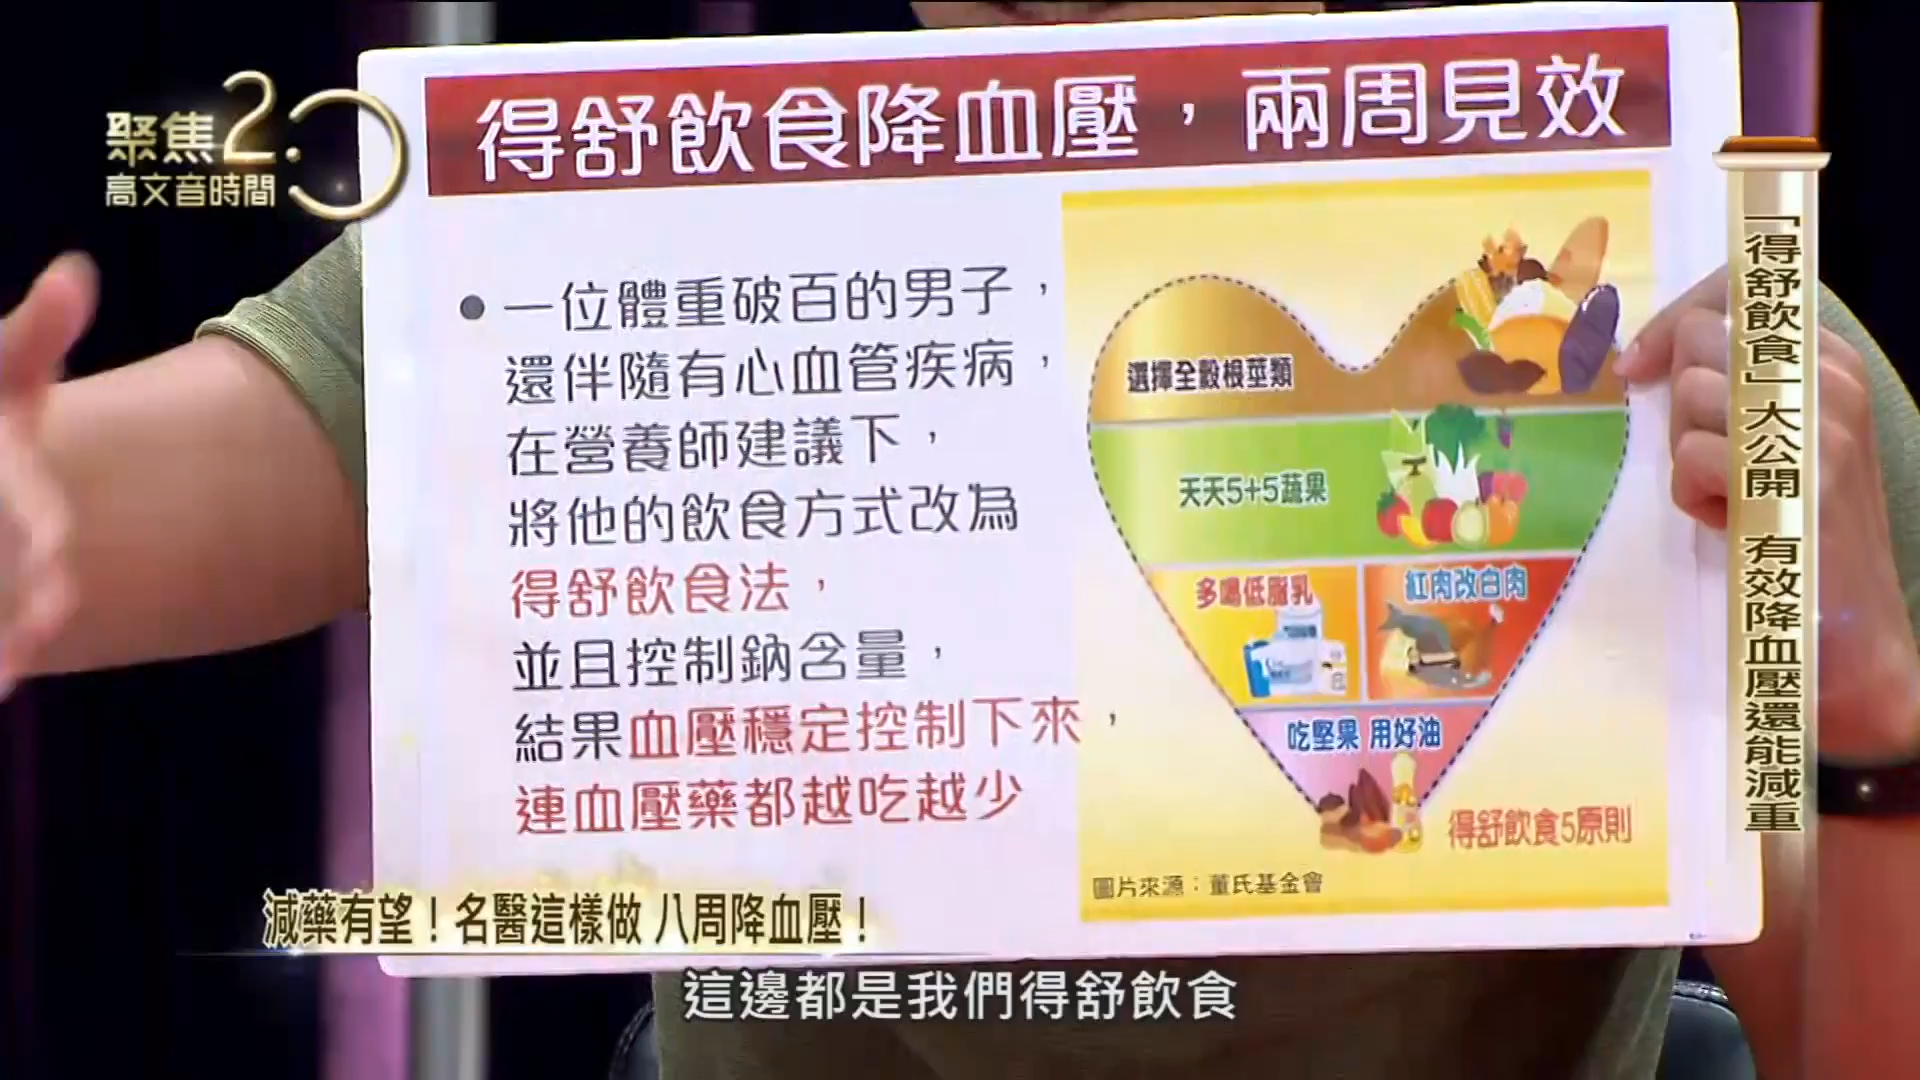 聚焦2.0
高文音時間
得舒飲食降血壓，兩周見效
●一位體重破百的男子，
還伴隨有心血管疾病，
在營養師建議下，
將他的飲食方式改為
得舒飲食法，
並且控制鈉含量，
結果血壓穩定控制下來，
連血壓藥都越吃越少
選擇全穀根莖類
天天5+5蔬果
多喝低脂乳
紅肉改白肉
吃堅果 用好油
得舒飲食5原則
圖片來源：董氏基金會
「得舒飲食」大公開 有效降血壓還能減重
減藥有望！名醫這樣做 八周降血壓！
這邊都是我們得舒飲食